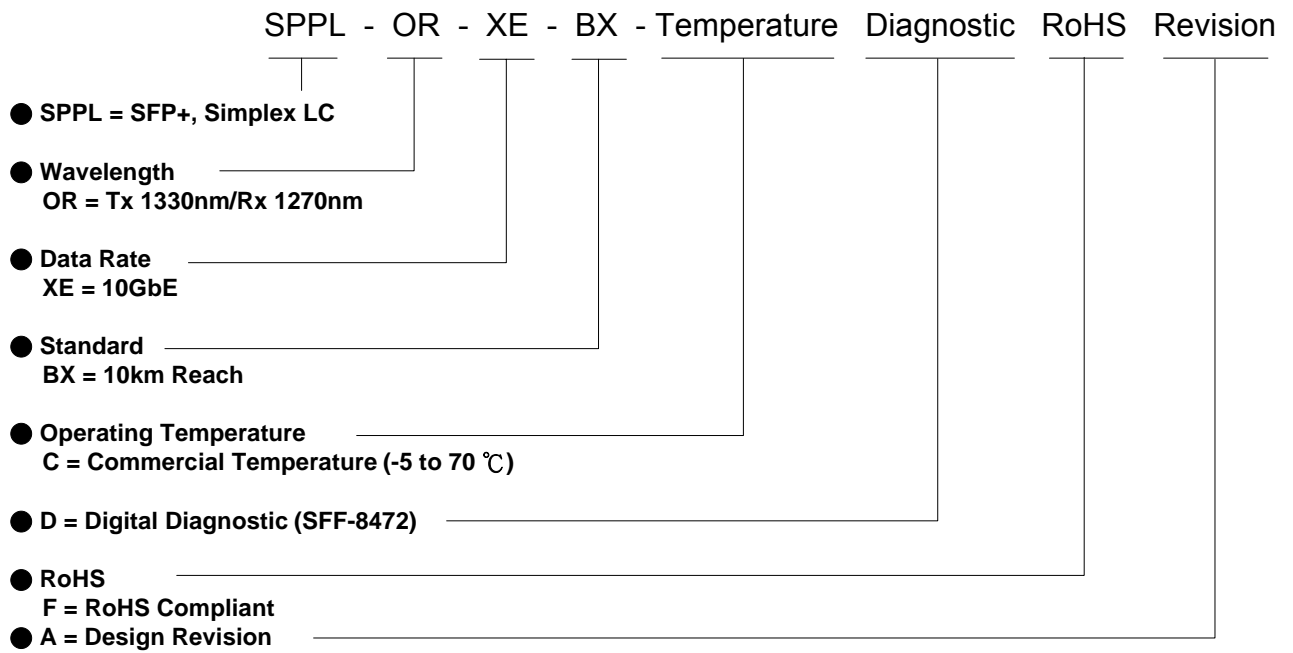 SPPL - OR - XE - BX - Temperature Diagnostic RoHS Revision
● SPPL = SFP+, Simplex LC
● Wavelength
OR = Tx 1330nm/Rx 1270nm
● Data Rate
XE = 10GbE
● Standard
BX = 10km Reach
● Operating Temperature
C = Commercial Temperature (-5 to 70 ℃)
● D = Digital Diagnostic (SFF-8472)
● RoHS
F = RoHS Compliant
● A = Design Revision